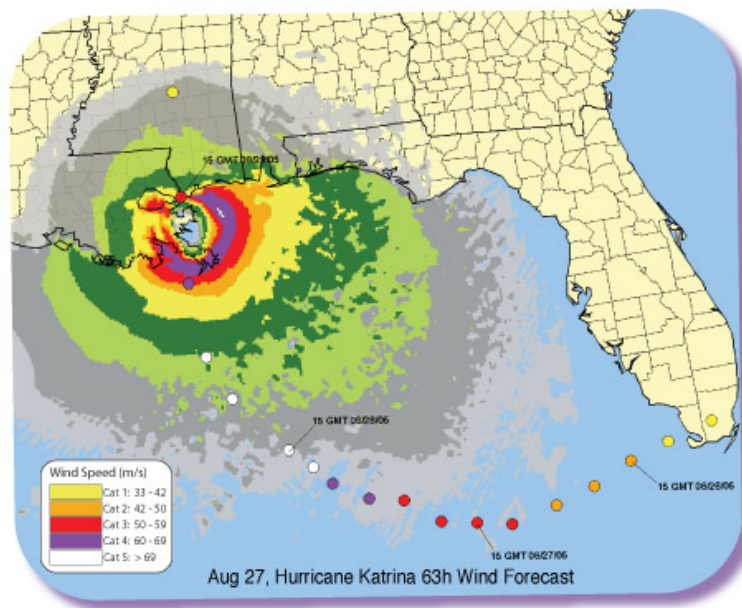 15 GMT 08/29/05
15 GMT 08/28/05
15 GMT 08/26/05
15 GMT 08/27/05
Wind Speed (m/s)
Cat 1: 33 - 42
Cat 2: 42 - 50
Cat 3: 50 - 59
Cat 4: 60 - 69
Cat 5: > 69
Aug 27, Hurricane Katrina 63h Wind Forecast